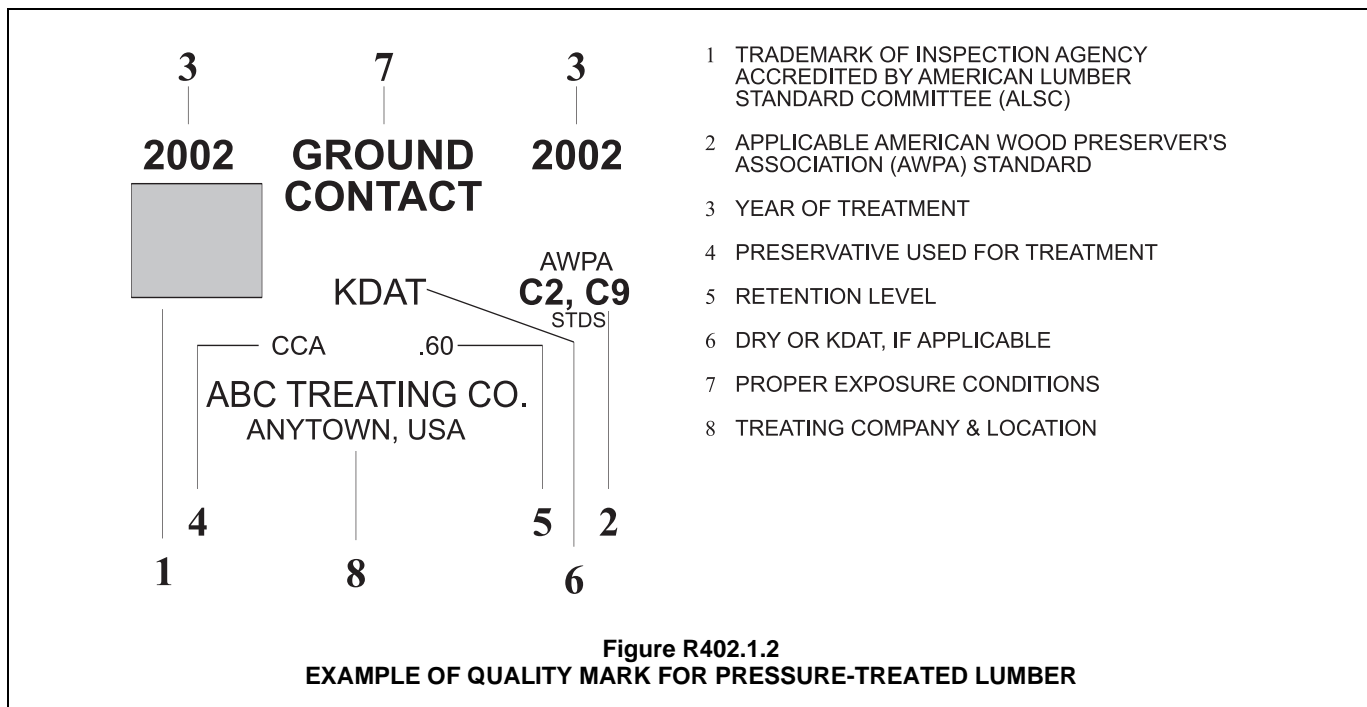 3 7 3
2002 GROUND CONTACT 2002
KDAT
AWPA
C2, C9
STDS
CCA .60
ABC TREATING CO.
ANYTOWN, USA
4 5 2
1 8 6
1 TRADEMARK OF INSPECTION AGENCY
ACCREDITED BY AMERICAN LUMBER
STANDARD COMMITTEE (ALSC)
2 APPLICABLE AMERICAN WOOD PRESERVER'S
ASSOCIATION (AWPA) STANDARD
3 YEAR OF TREATMENT
4 PRESERVATIVE USED FOR TREATMENT
5 RETENTION LEVEL
6 DRY OR KDAT, IF APPLICABLE
7 PROPER EXPOSURE CONDITIONS
8 TREATING COMPANY & LOCATION
Figure R402.1.2
EXAMPLE OF QUALITY MARK FOR PRESSURE-TREATED LUMBER